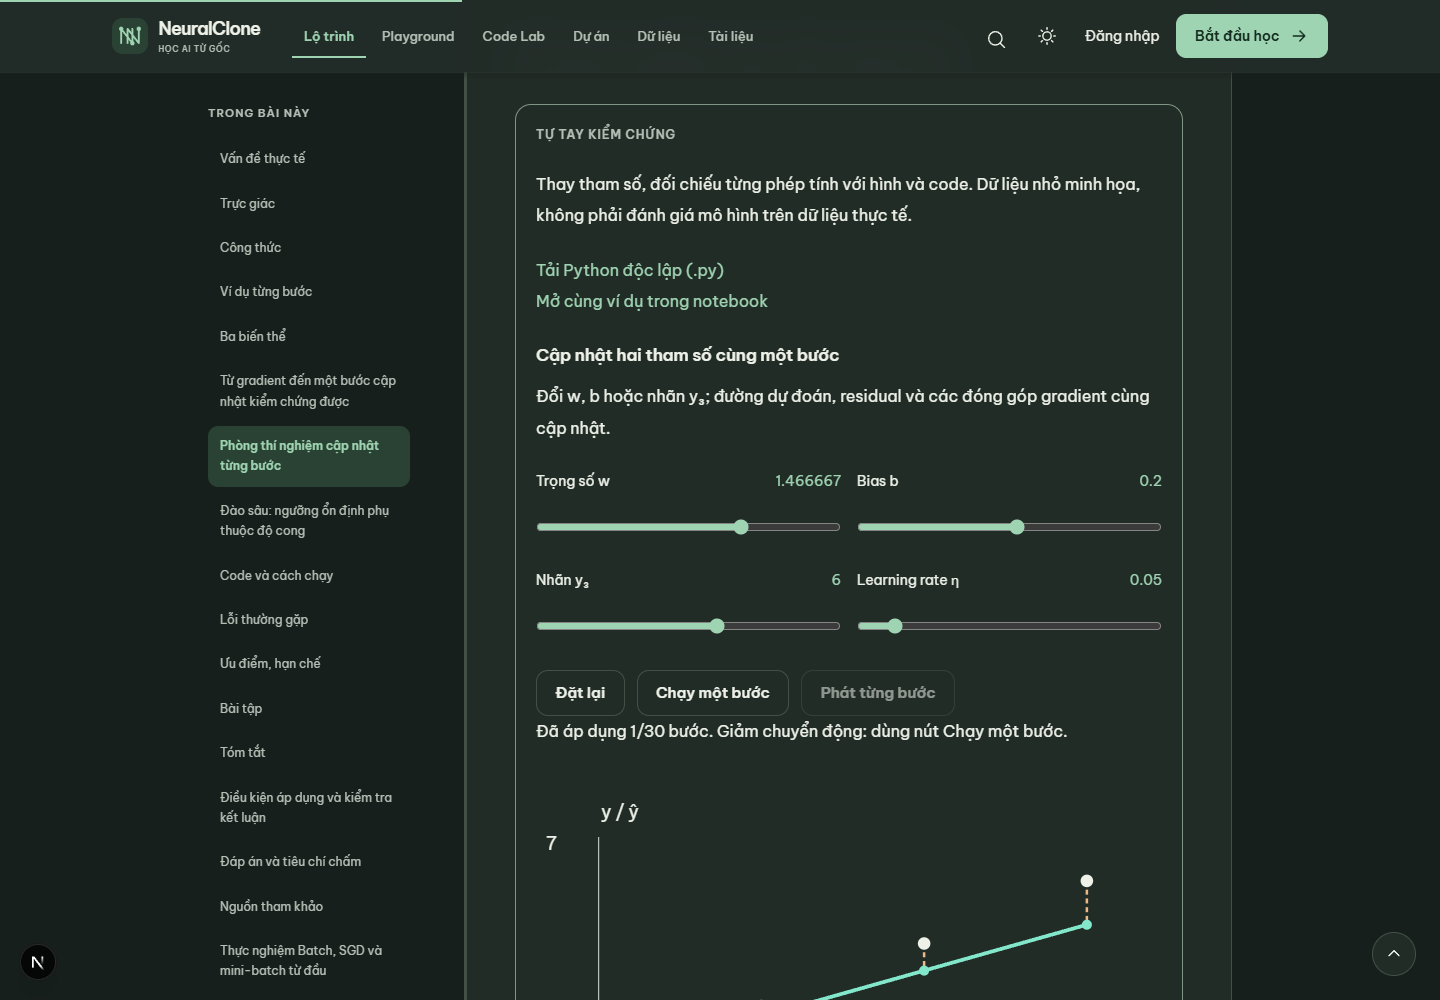 NeuralClone
HỌC AI TỪ GỐC
Lộ trình
Playground
Code Lab
Dự án
Dữ liệu
Tài liệu
Đăng nhập
Bắt đầu học
TRONG BÀI NÀY
Vấn đề thực tế
Trực giác
Công thức
Ví dụ từng bước
Ba biến thể
Từ gradient đến một bước cập
nhật kiểm chứng được
Phòng thí nghiệm cập nhật
từng bước
Đào sâu: ngưỡng ổn định phụ
thuộc độ cong
Code và cách chạy
Lỗi thường gặp
Ưu điểm, hạn chế
Bài tập
Tóm tắt
Điều kiện áp dụng và kiểm tra
kết luận
Đáp án và tiêu chí chấm
Nguồn tham khảo
Thực nghiệm Batch, SGD và
mini-batch từ đầu
TỰ TAY KIỂM CHỨNG
Thay tham số, đối chiếu từng phép tính với hình và code. Dữ liệu nhỏ minh họa,
không phải đánh giá mô hình trên dữ liệu thực tế.
Tải Python độc lập (.py)
Mở cùng ví dụ trong notebook
Cập nhật hai tham số cùng một bước
Đổi w, b hoặc nhãn y₃; đường dự đoán, residual và các đóng góp gradient cùng
cập nhật.
Trọng số w 1.466667
Bias b 0.2
Nhãn y₃ 6
Learning rate η 0.05
Đặt lại
Chạy một bước
Phát từng bước
Đã áp dụng 1/30 bước. Giảm chuyển động: dùng nút Chạy một bước.
y / ŷ
7